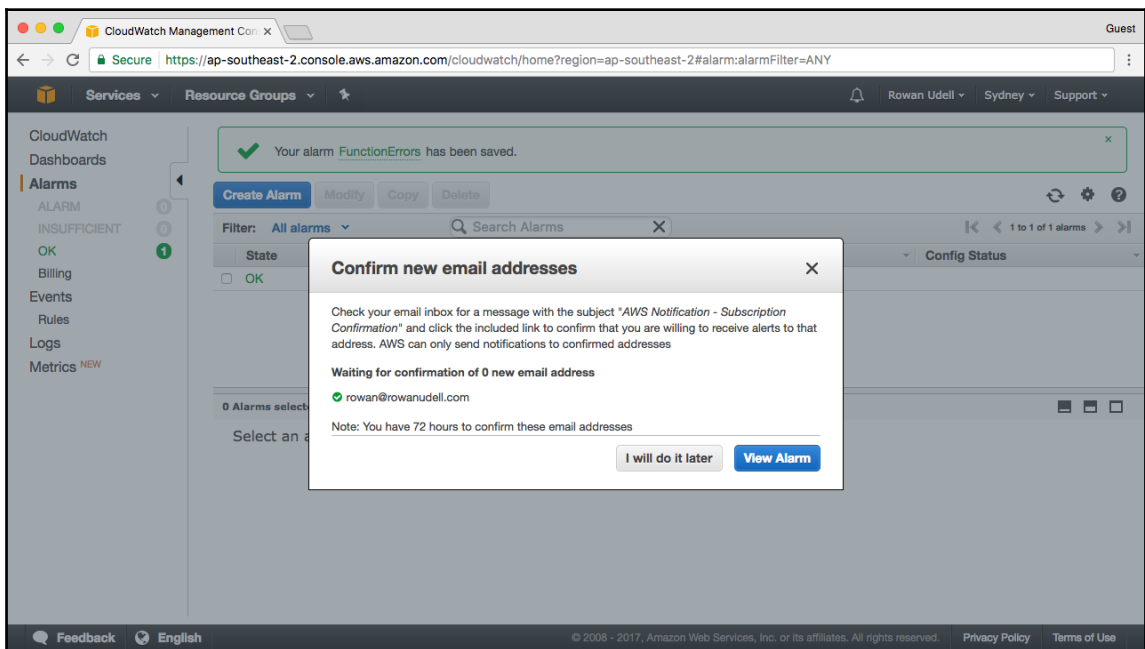 CloudWatch Management Con
Guest
Secure https://ap-southeast-2.console.aws.amazon.com/cloudwatch/home?region=ap-southeast-2#alarm:alarmFilter=ANY
Services Resource Groups Rowan Udell Sydney Support
CloudWatch
Dashboards
Alarms
ALARM 0
INSUFFICIENT 0
OK 1
Billing
Events
Rules
Logs
Metrics NEW
Your alarm FunctionErrors has been saved.
Create Alarm Modify Copy Delete
Filter: All alarms Search Alarms 1 to 1 of 1 alarms
State Config Status
OK
Confirm new email addresses
Check your email inbox for a message with the subject "AWS Notification - Subscription
Confirmation" and click the included link to confirm that you are willing to receive alerts to that
address. AWS can only send notifications to confirmed addresses
Waiting for confirmation of 0 new email address
rowan@rowanudell.com
Note: You have 72 hours to confirm these email addresses
I will do it later View Alarm
0 Alarms select
Select an a
Feedback English © 2008 - 2017, Amazon Web Services, Inc. or its affiliates. All rights reserved. Privacy Policy Terms of Use